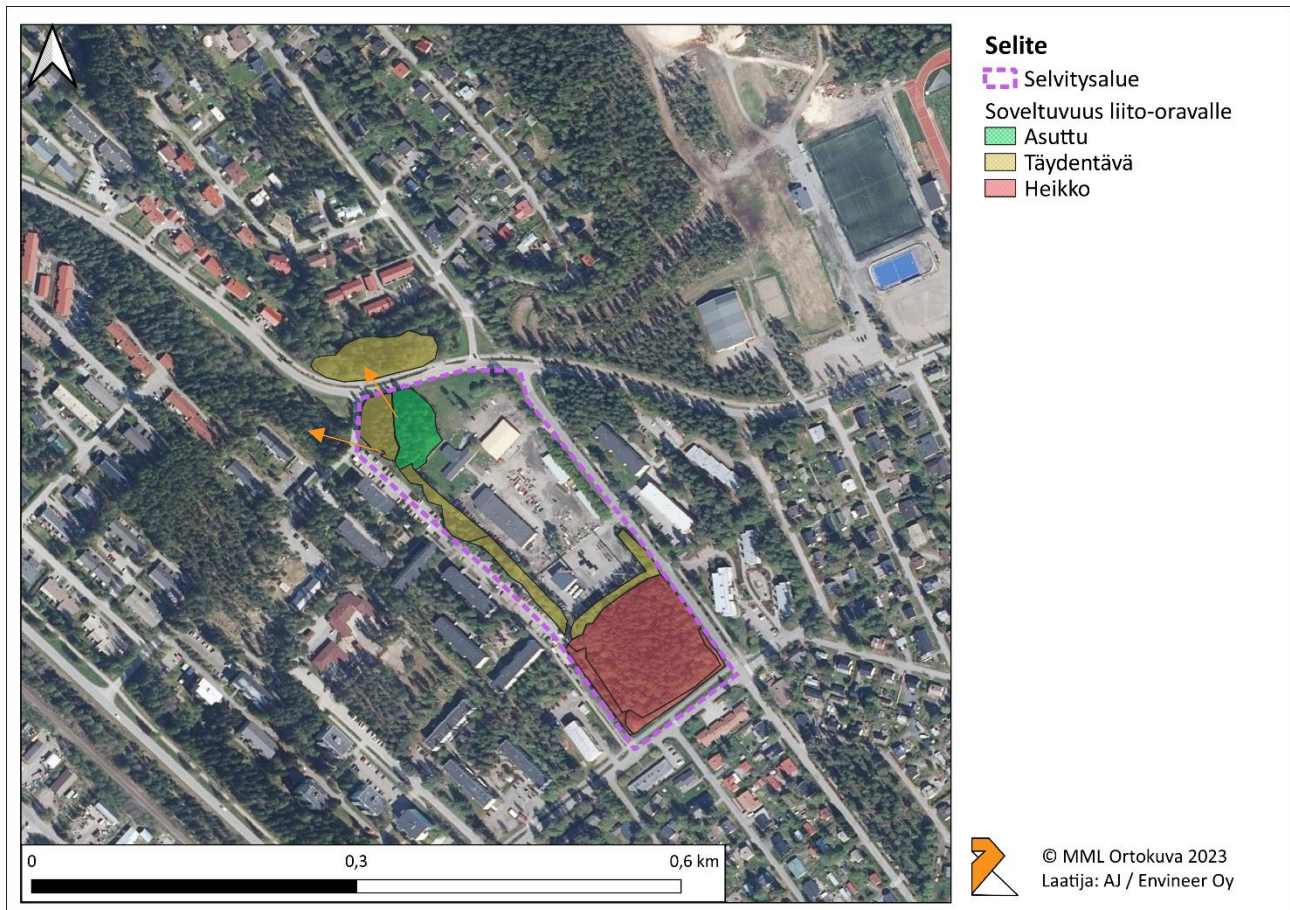 Selite
Selvitysalue
Soveltuvuus liito-oravalle
Asuttu
Täydentävä
Heikko
0
0,3
0,6 km
© MML Ortokuva 2023
Laatija: AJ / Envineer Oy